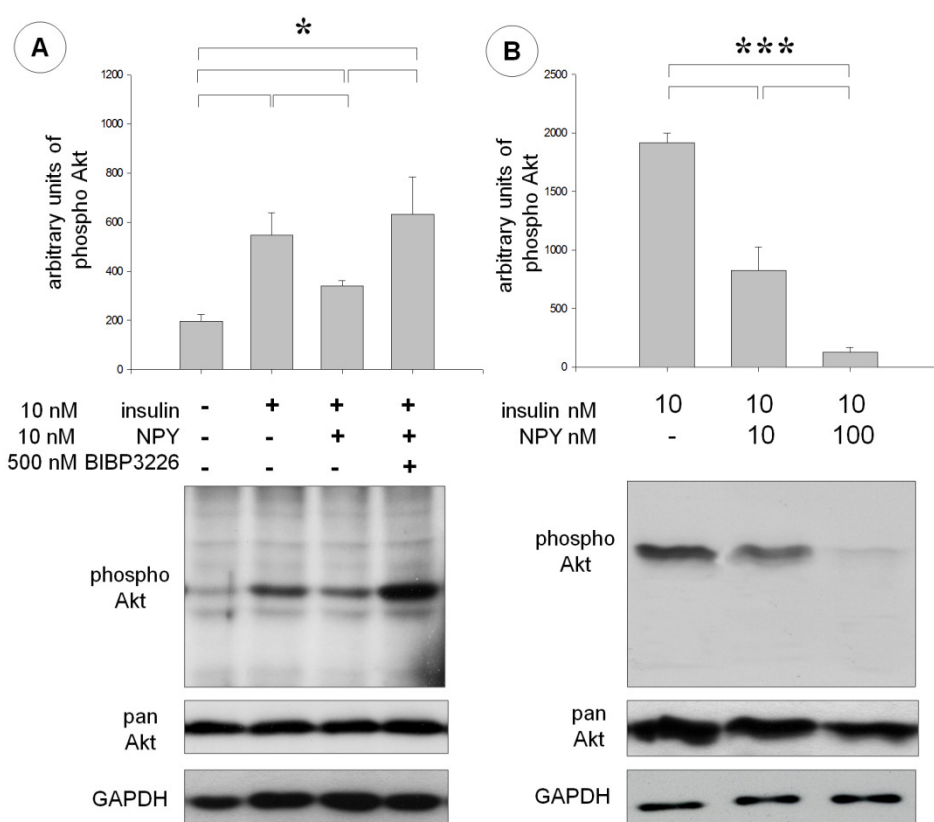 A
*
1200
1000
800
600
400
200
0
arbitrary units of
phospho Akt
10 nM insulin - + + +
10 nM NPY - - + +
500 nM BIBP3226 - - - +
phospho
Akt
pan
Akt
GAPDH
B
***
2500
2000
1500
1000
500
0
arbitrary units of
phospho Akt
insulin nM 10 10 10
NPY nM - 10 100
phospho
Akt
pan
Akt
GAPDH